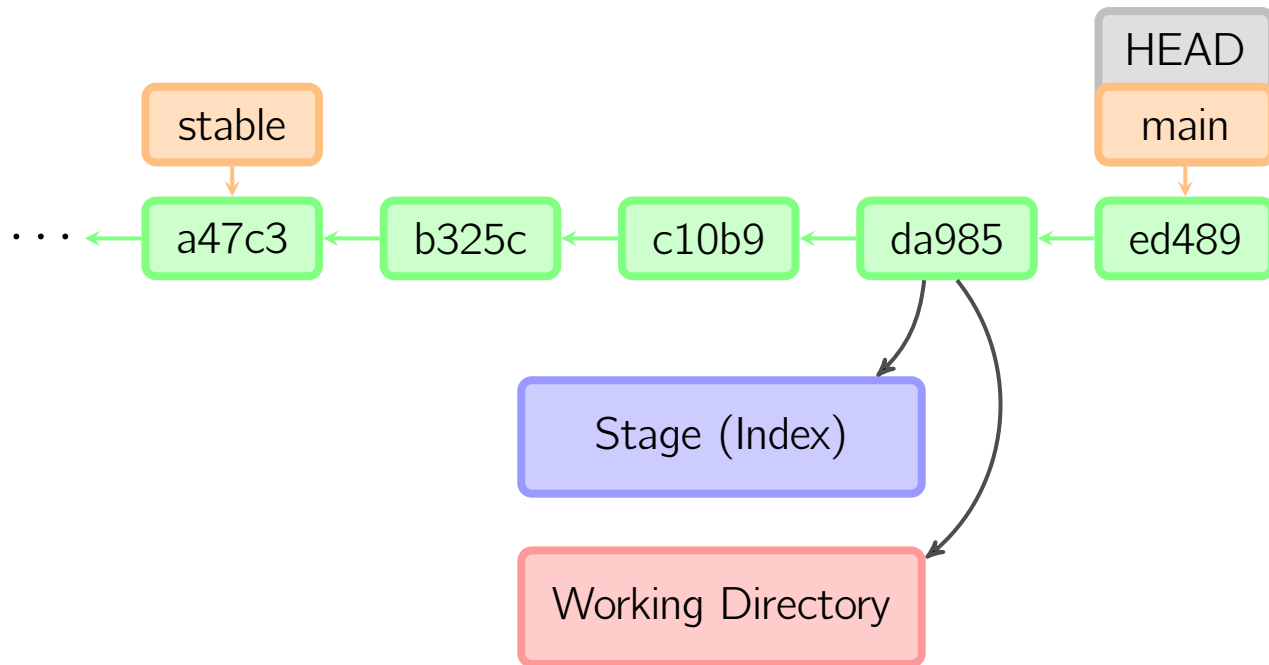 HEAD
stable
main
· · ·
a47c3
b325c
c10b9
da985
ed489
Stage (Index)
Working Directory